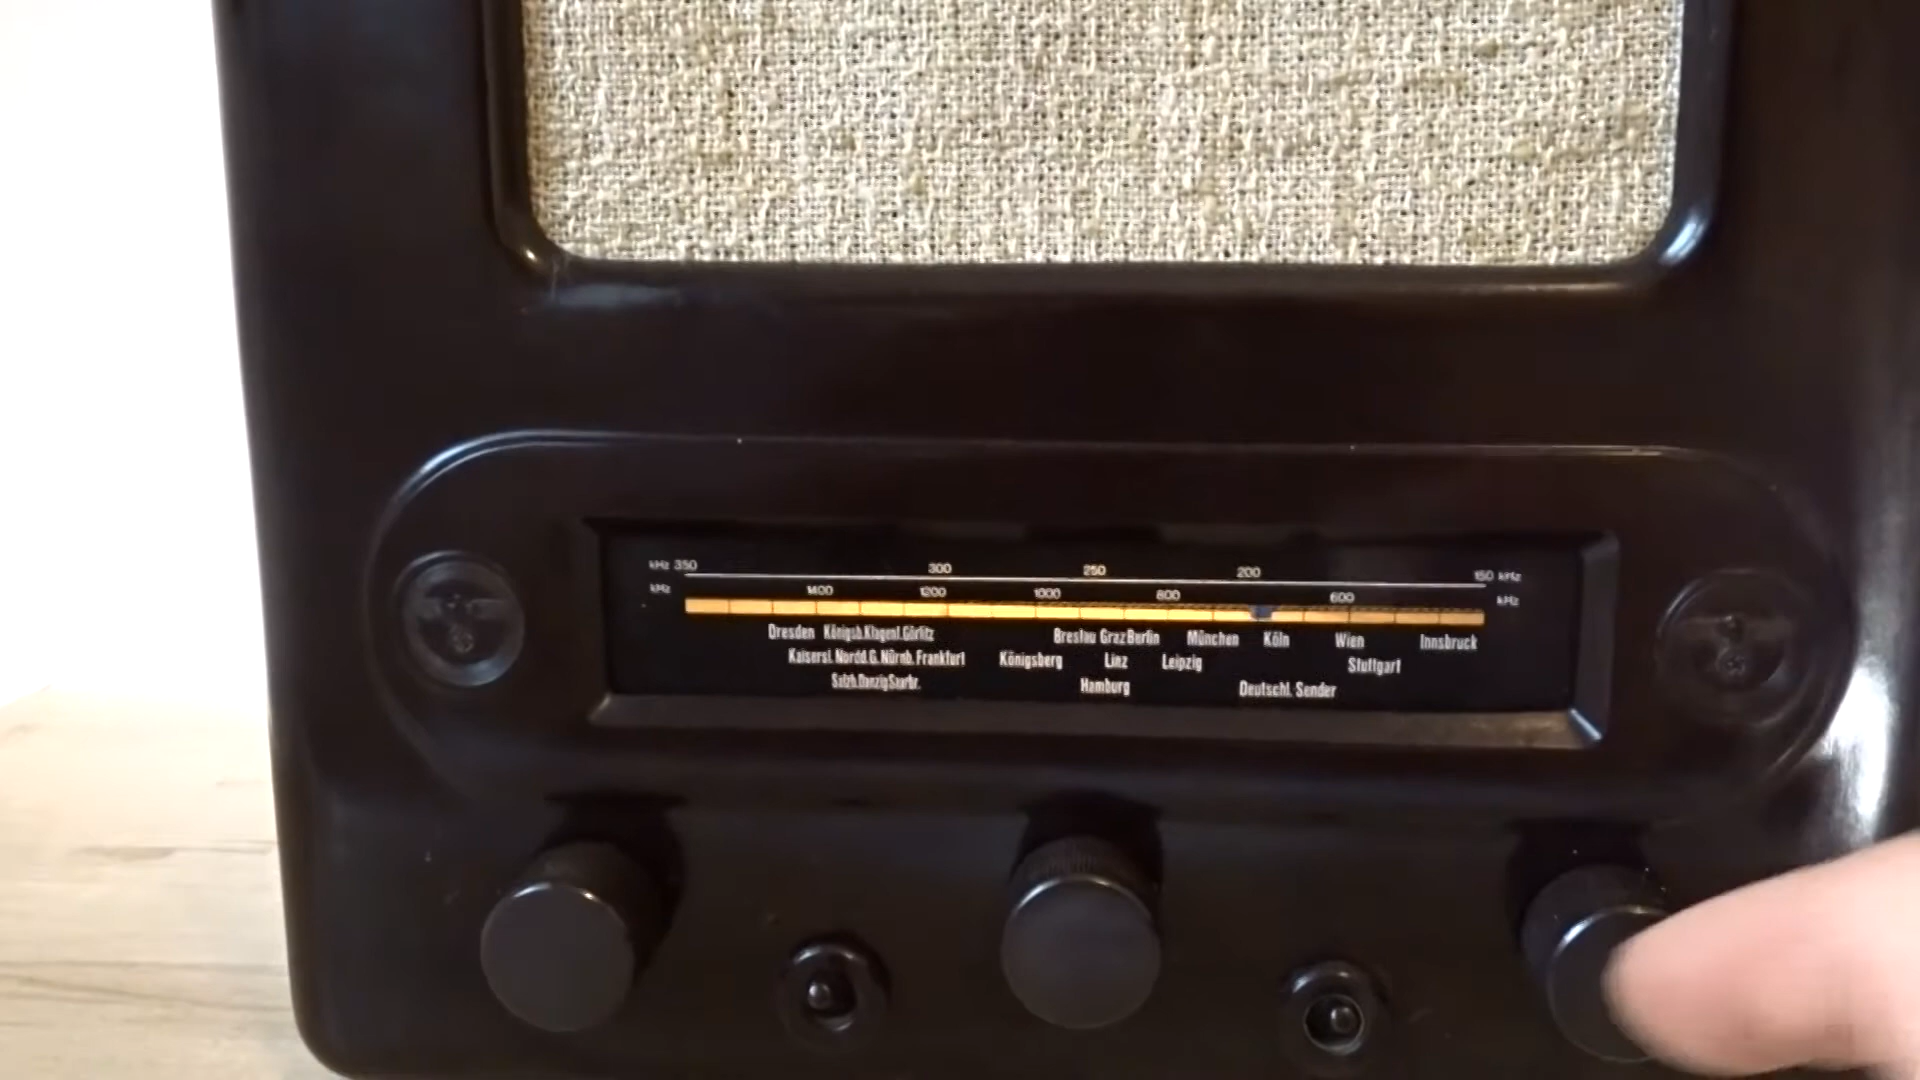 kHz 350 300 250 200 150 kHz
kHz 1400 1200 1000 800 600 kHz
Dresden Königsb. Klagenf. Görlitz Breslau Graz Berlin München Köln Wien Innsbruck
Kaisersl. Nordd.G. Nürnb. Frankfurt Königsberg Linz Leipzig Stuttgart
Salzb. Danzig Saarbr. Hamburg Deutschl. Sender